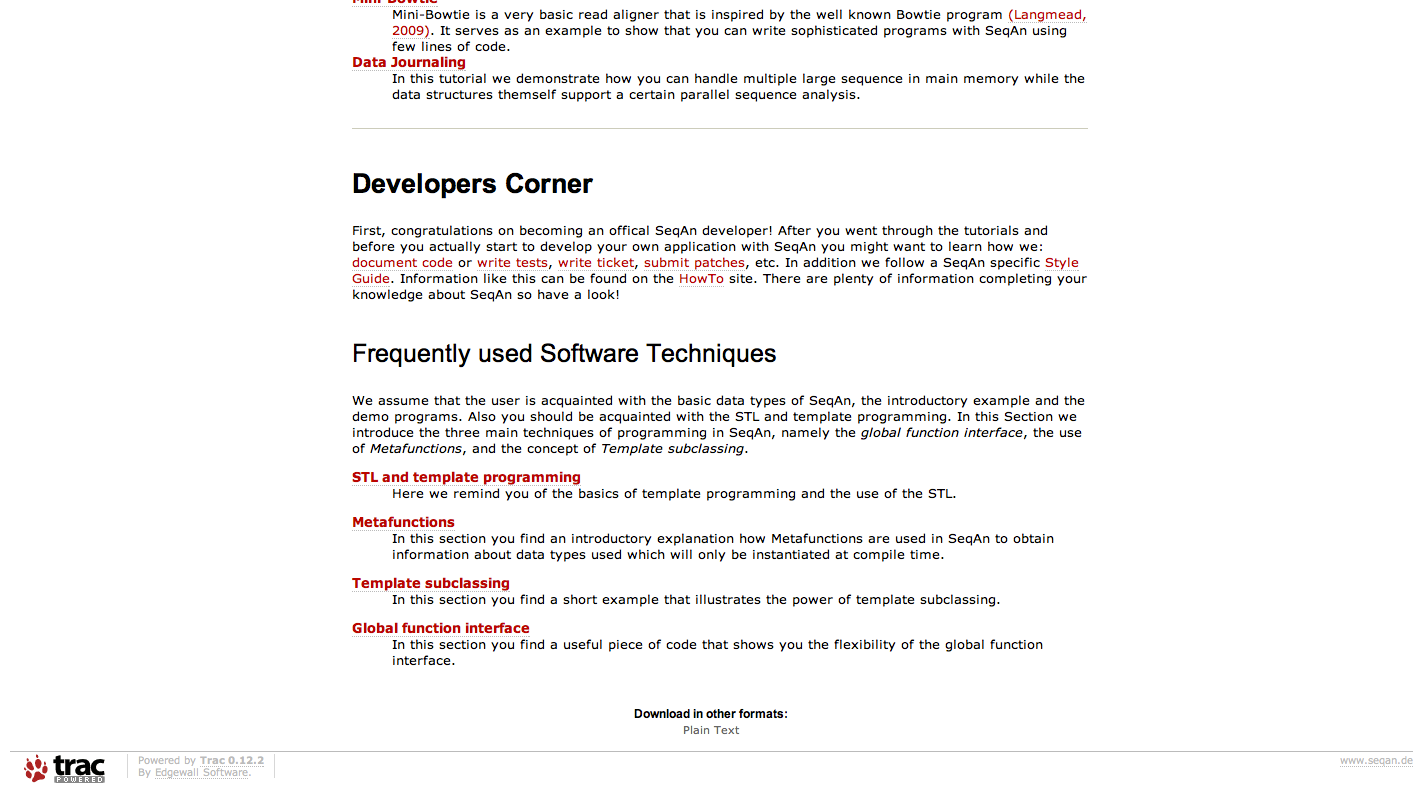 Mini-Bowtie
Mini-Bowtie is a very basic read aligner that is inspired by the well known Bowtie program (Langmead,
2009). It serves as an example to show that you can write sophisticated programs with SeqAn using
few lines of code.
Data Journaling
In this tutorial we demonstrate how you can handle multiple large sequence in main memory while the
data structures themself support a certain parallel sequence analysis.
Developers Corner
First, congratulations on becoming an offical SeqAn developer! After you went through the tutorials and
before you actually start to develop your own application with SeqAn you might want to learn how we:
document code or write tests, write ticket, submit patches, etc. In addition we follow a SeqAn specific Style
Guide. Information like this can be found on the HowTo site. There are plenty of information completing your
knowledge about SeqAn so have a look!
Frequently used Software Techniques
We assume that the user is acquainted with the basic data types of SeqAn, the introductory example and the
demo programs. Also you should be acquainted with the STL and template programming. In this Section we
introduce the three main techniques of programming in SeqAn, namely the global function interface, the use
of Metafunctions, and the concept of Template subclassing.
STL and template programming
Here we remind you of the basics of template programming and the use of the STL.
Metafunctions
In this section you find an introductory explanation how Metafunctions are used in SeqAn to obtain
information about data types used which will only be instantiated at compile time.
Template subclassing
In this section you find a short example that illustrates the power of template subclassing.
Global function interface
In this section you find a useful piece of code that shows you the flexibility of the global function
interface.
Download in other formats:
Plain Text
trac
POWERED
Powered by Trac 0.12.2
By Edgewall Software.
www.seqan.de